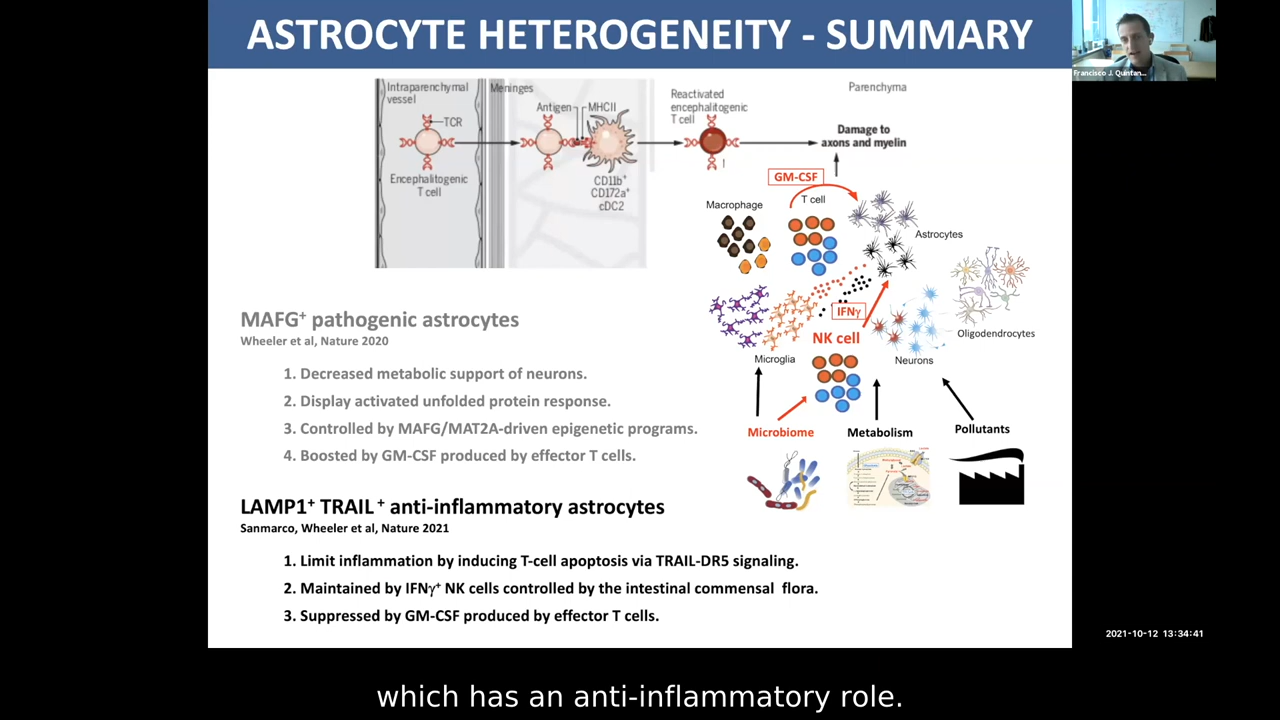 ASTROCYTE HETEROGENEITY - SUMMARY
Francisco J. Quintan...
Intraparenchymal
vessel
Meninges
TCR
Antigen
MHCII
Reactivated
encephalitogenic
T cell
Parenchyma
Damage to
axons and myelin
Encephalitogenic
T cell
CD11b+
CD172a+
cDC2
GM-CSF
T cell
Macrophage
Astrocytes
IFNγ
NK cell
Oligodendrocytes
Microglia
Neurons
Microbiome
Metabolism
Pollutants
MAFG+ pathogenic astrocytes
Wheeler et al, Nature 2020
1. Decreased metabolic support of neurons.
2. Display activated unfolded protein response.
3. Controlled by MAFG/MAT2A-driven epigenetic programs.
4. Boosted by GM-CSF produced by effector T cells.
LAMP1+ TRAIL + anti-inflammatory astrocytes
Sanmarco, Wheeler et al, Nature 2021
1. Limit inflammation by inducing T-cell apoptosis via TRAIL-DR5 signaling.
2. Maintained by IFNγ+ NK cells controlled by the intestinal commensal flora.
3. Suppressed by GM-CSF produced by effector T cells.
2021-10-12 13:34:41
which has an anti-inflammatory role.